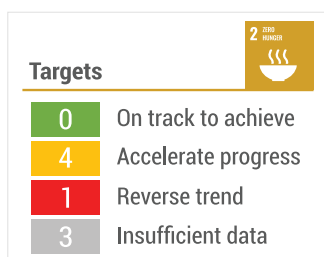 2 ZERO
HUNGER
Targets
0 On track to achieve
4 Accelerate progress
1 Reverse trend
3 Insufficient data